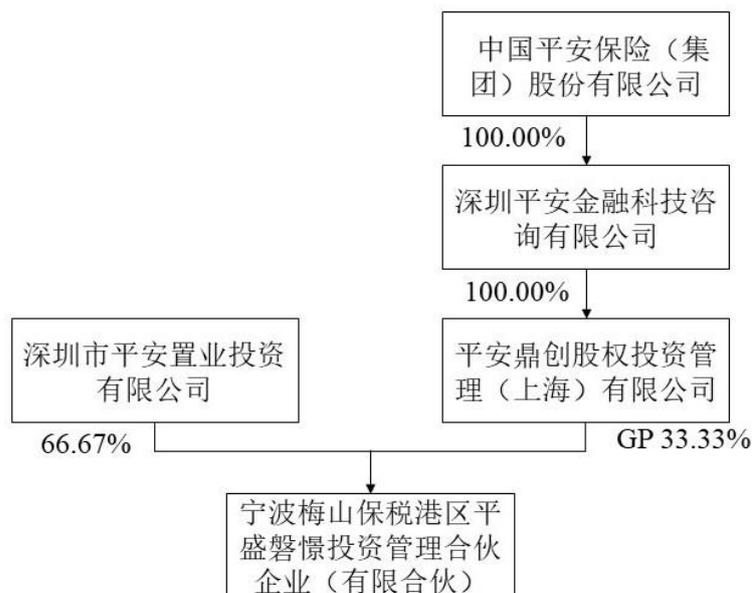 中国平安保险（集
团）股份有限公司
100.00%
深圳平安金融科技咨
询有限公司
100.00%
深圳市平安置业投资
有限公司
平安鼎创股权投资管
理（上海）有限公司
66.67%
GP 33.33%
宁波梅山保税港区平
盛磐憬投资管理合伙
企业（有限合伙）